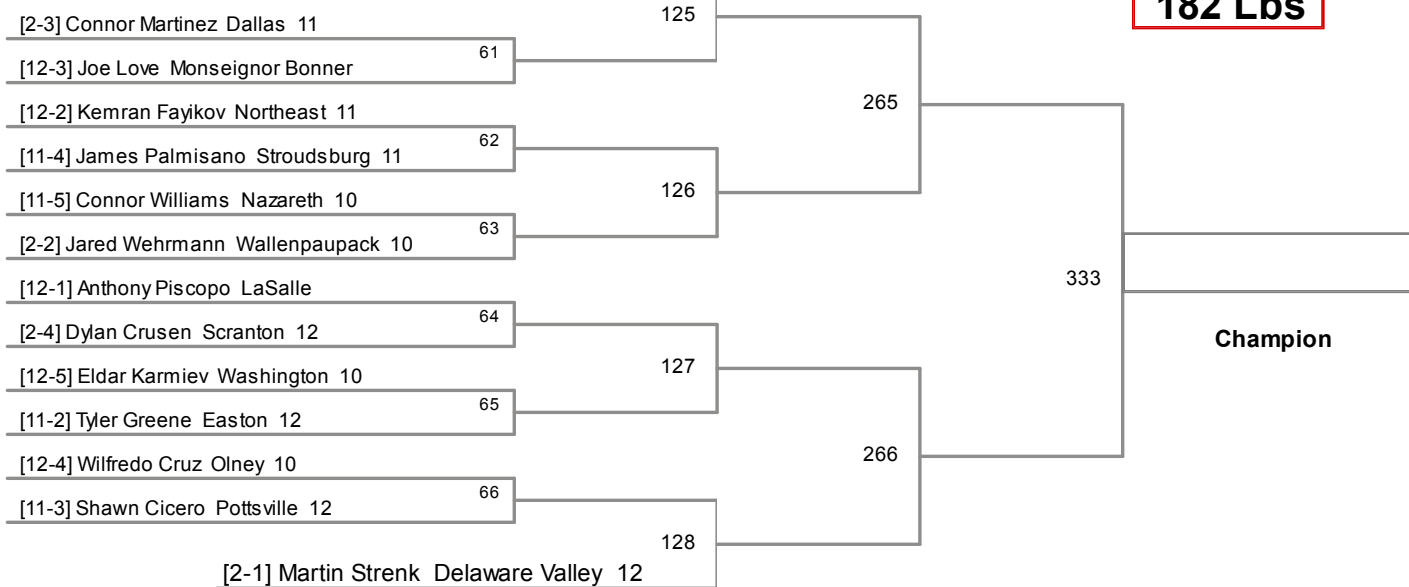 182 Lbs
125
[2-3] Connor Martinez Dallas 11
61
[12-3] Joe Love Monseignor Bonner
265
[12-2] Kemran Fayikov Northeast 11
62
[11-4] James Palmisano Stroudsburg 11
126
[11-5] Connor Williams Nazareth 10
63
[2-2] Jared Wehrmann Wallenpaupack 10
333
[12-1] Anthony Piscopo LaSalle
64
[2-4] Dylan Crusen Scranton 12
Champion
127
[12-5] Eldar Karmiev Washington 10
65
[11-2] Tyler Greene Easton 12
266
[12-4] Wilfredo Cruz Olney 10
66
[11-3] Shawn Cicero Pottsville 12
128
[2-1] Martin Strenk Delaware Valley 12